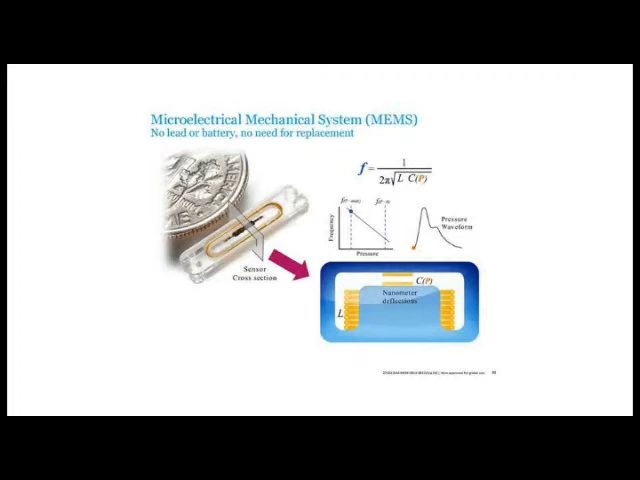 Microelectrical Mechanical System (MEMS)
No lead or battery, no need for replacement
f = 1
2π√L C(P)
Frequency
Pressure
Pressure
Waveform
Sensor
Cross section
C(P)
Nanometer
deflections
L